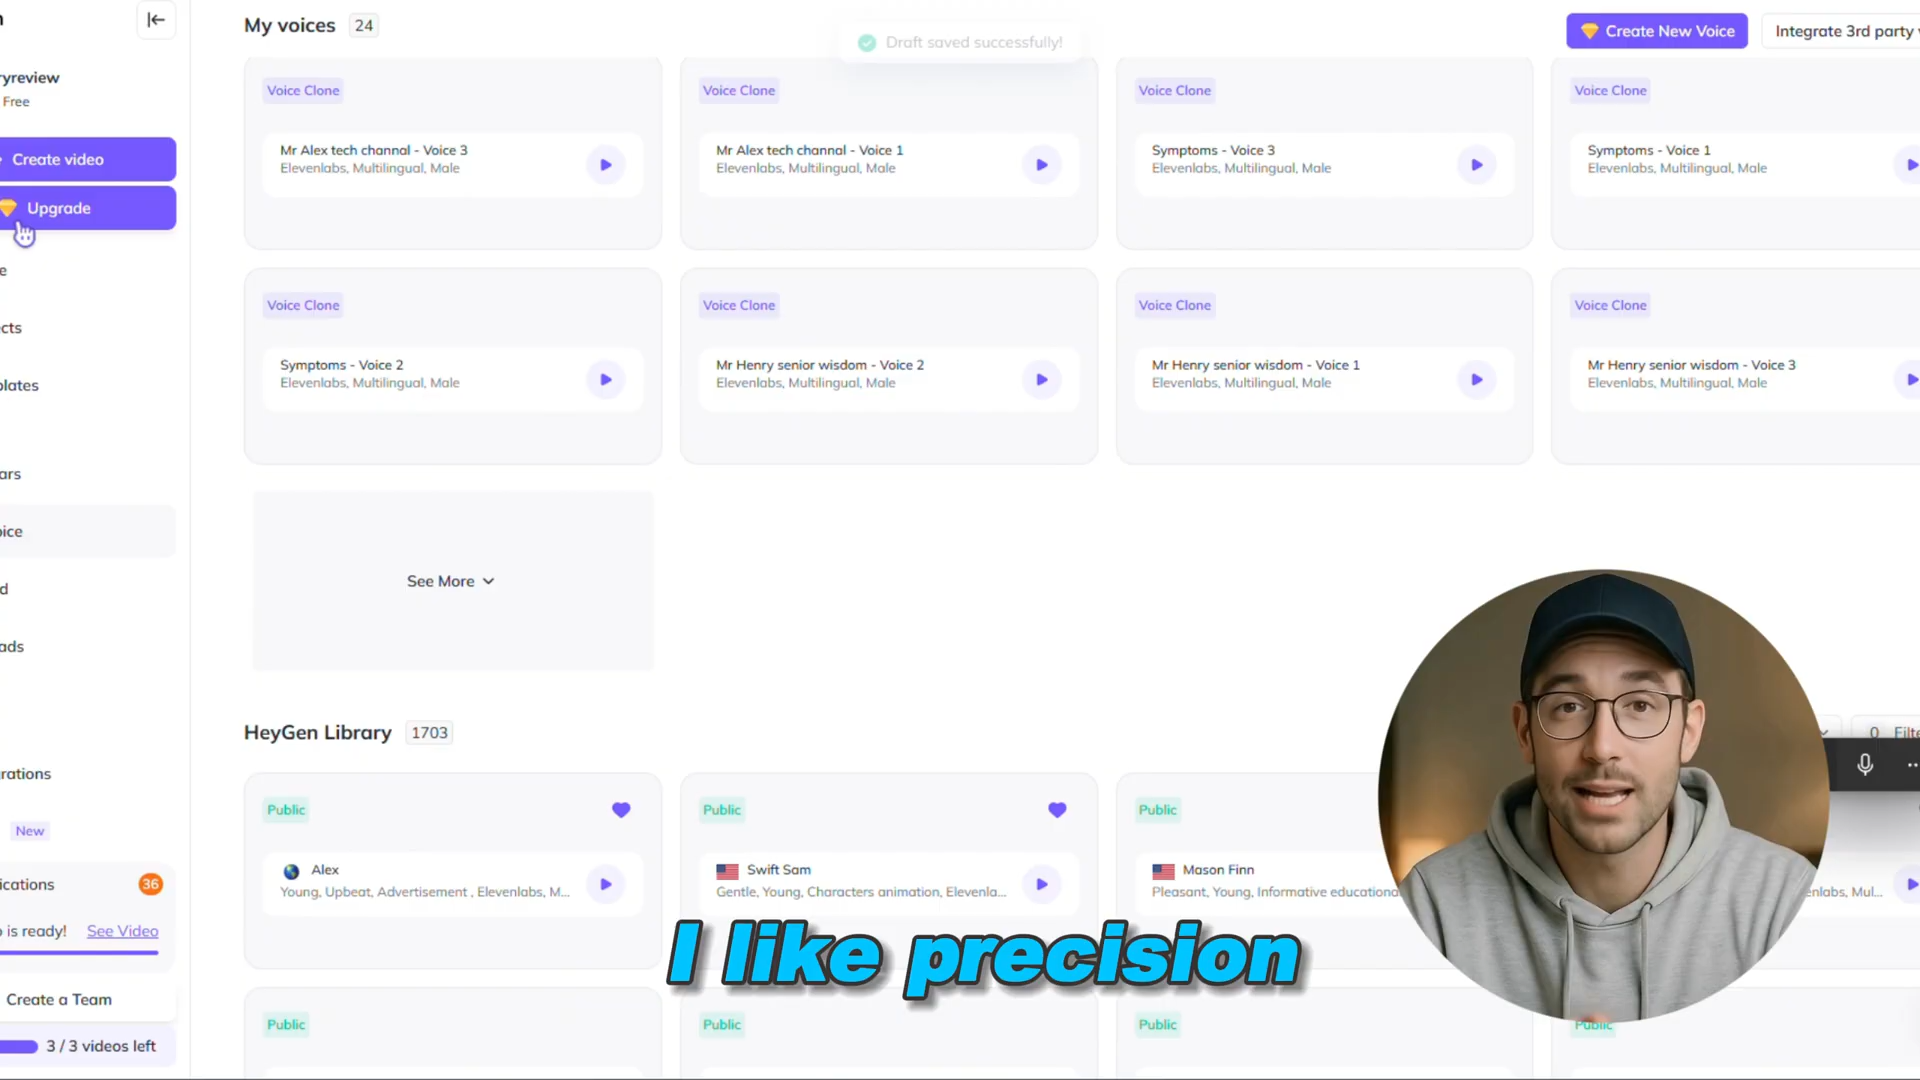 My voices 24
Draft saved successfully!
Create New Voice
Integrate 3rd party
ryreview
Free
Create video
Upgrade
e
ects
plates
ars
oice
d
ads
rations
New
ications 36
o is ready! See Video
Create a Team
3 / 3 videos left
Voice Clone
Mr Alex tech channal - Voice 3
Elevenlabs, Multilingual, Male
Voice Clone
Mr Alex tech channal - Voice 1
Elevenlabs, Multilingual, Male
Voice Clone
Symptoms - Voice 3
Elevenlabs, Multilingual, Male
Voice Clone
Symptoms - Voice 1
Elevenlabs, Multilingual, Male
Voice Clone
Symptoms - Voice 2
Elevenlabs, Multilingual, Male
Voice Clone
Mr Henry senior wisdom - Voice 2
Elevenlabs, Multilingual, Male
Voice Clone
Mr Henry senior wisdom - Voice 1
Elevenlabs, Multilingual, Male
Voice Clone
Mr Henry senior wisdom - Voice 3
Elevenlabs, Multilingual, Male
See More
HeyGen Library 1703
0 Filte
Public
Alex
Young, Upbeat, Advertisement , Elevenlabs, M...
Public
Swift Sam
Gentle, Young, Characters animation, Elevenla...
Public
Mason Finn
Pleasant, Young, Informative educationa
enlabs, Mul...
I like precision
Public
Public
Public
Public